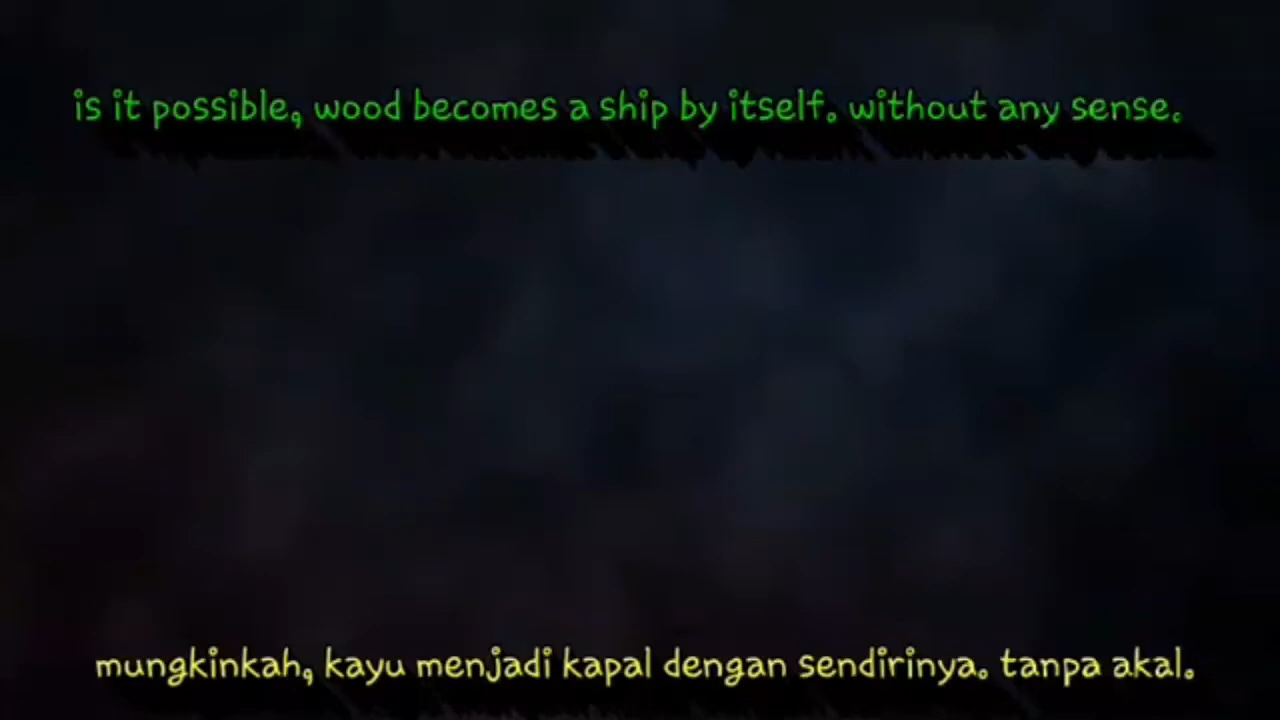 is it possible, wood becomes a ship by itself. without any sense.
mungkinkah, kayu menjadi kapal dengan sendirinya. tanpa akal.